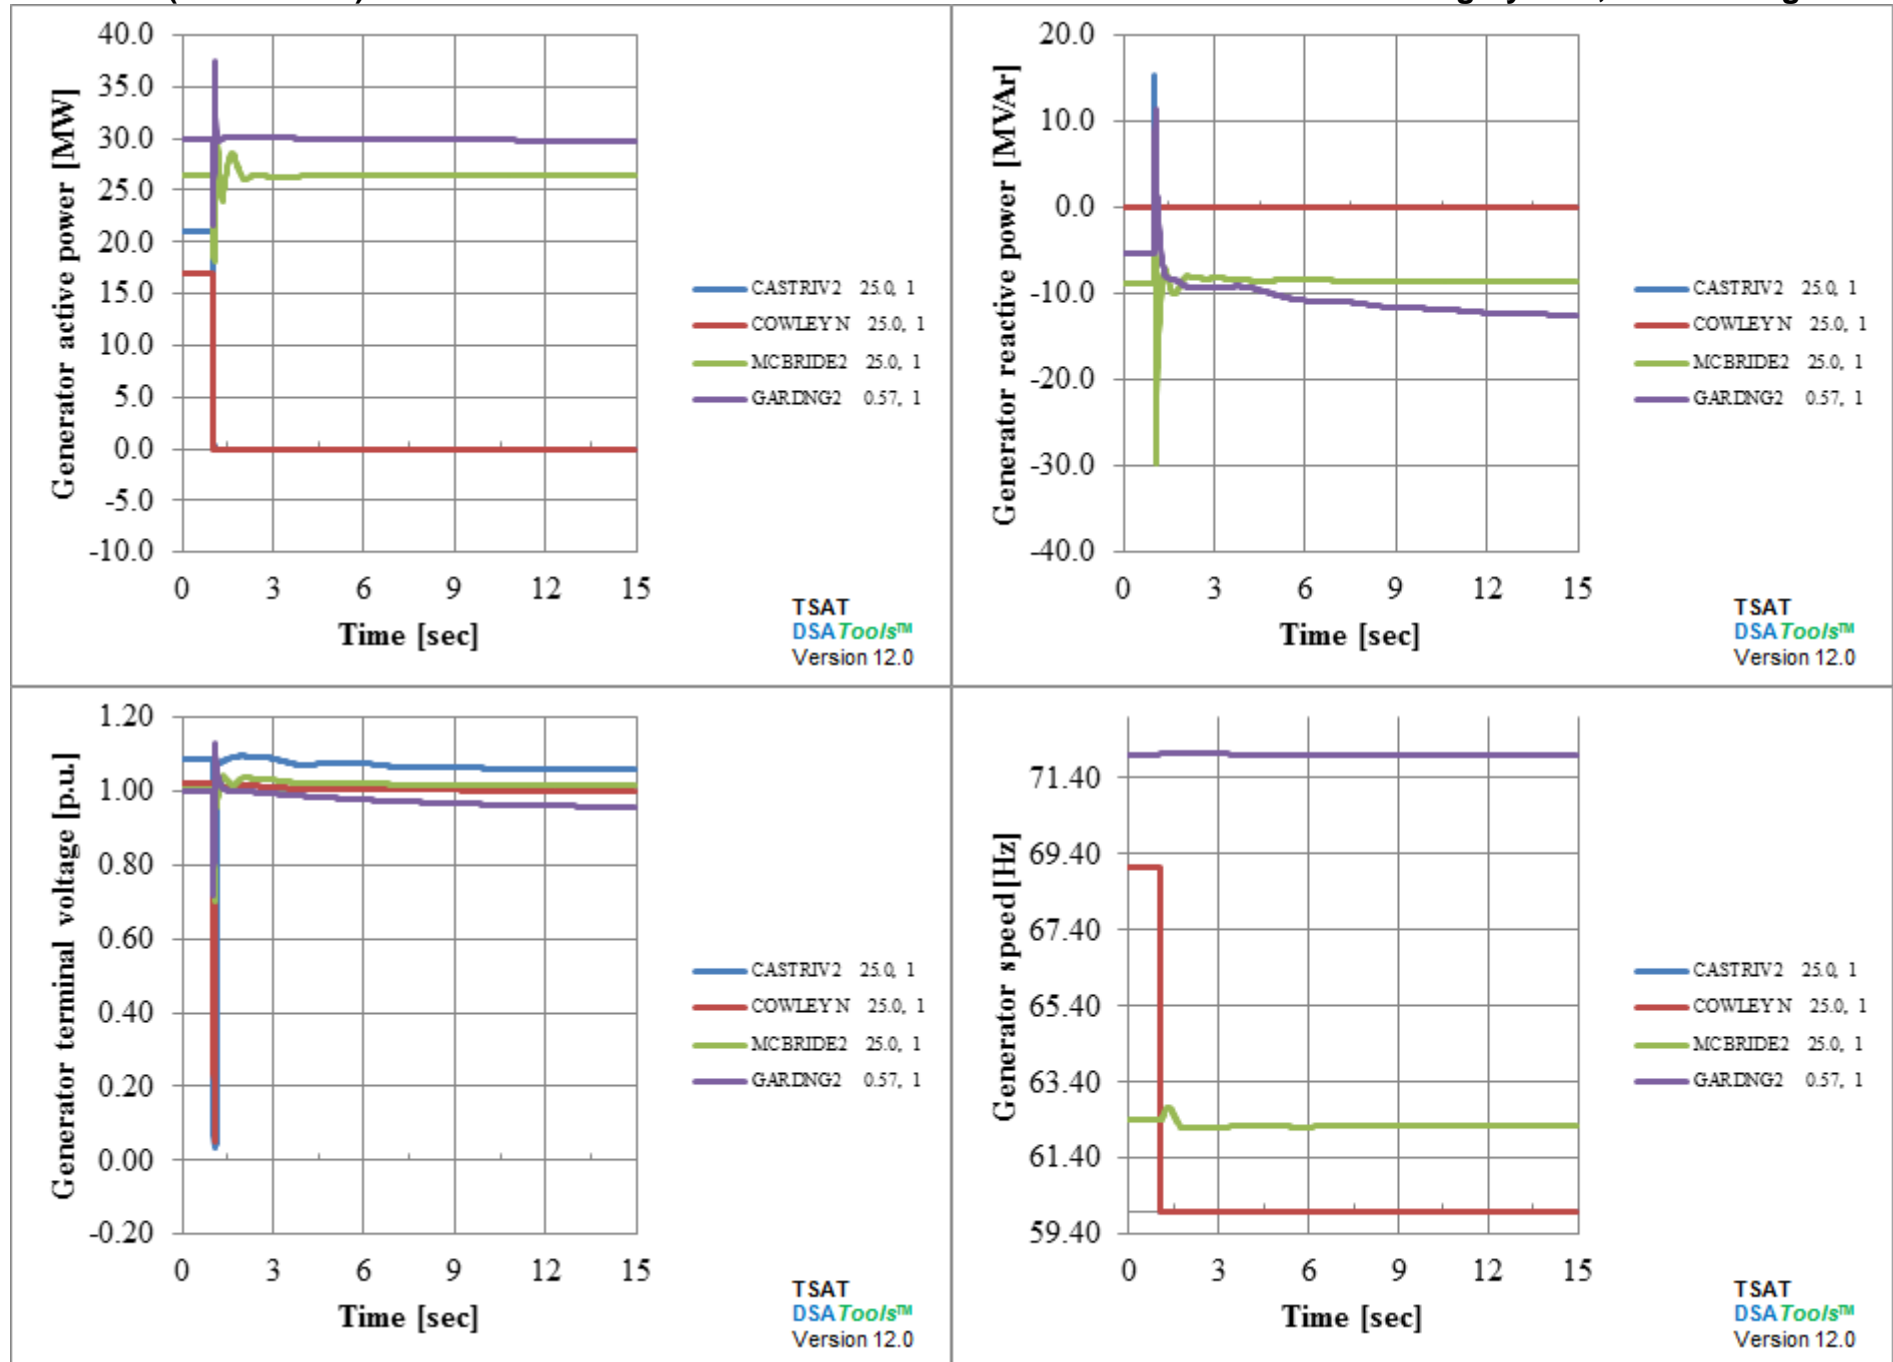 40.0
35.0
30.0
25.0
20.0
15.0
10.0
5.0
0.0
-5.0
-10.0
Generator active power [MW]
0 3 6 9 12 15
Time [sec]
CASTRIV2 25.0, 1
COWLEY N 25.0, 1
MCBRIDE2 25.0, 1
GARDNG2 0.57, 1
TSAT
DSATools™
Version 12.0
20.0
10.0
0.0
-10.0
-20.0
-30.0
-40.0
Generator reactive power [MVAr]
0 3 6 9 12 15
Time [sec]
CASTRIV2 25.0, 1
COWLEY N 25.0, 1
MCBRIDE2 25.0, 1
GARDNG2 0.57, 1
TSAT
DSATools™
Version 12.0
1.20
1.00
0.80
0.60
0.40
0.20
0.00
-0.20
Generator terminal voltage [p.u.]
0 3 6 9 12 15
Time [sec]
CASTRIV2 25.0, 1
COWLEY N 25.0, 1
MCBRIDE2 25.0, 1
GARDNG2 0.57, 1
TSAT
DSATools™
Version 12.0
71.40
69.40
67.40
65.40
63.40
61.40
59.40
Generator speed[Hz]
0 3 6 9 12 15
Time [sec]
CASTRIV2 25.0, 1
COWLEY N 25.0, 1
MCBRIDE2 25.0, 1
GARDNG2 0.57, 1
TSAT
DSATools™
Version 12.0